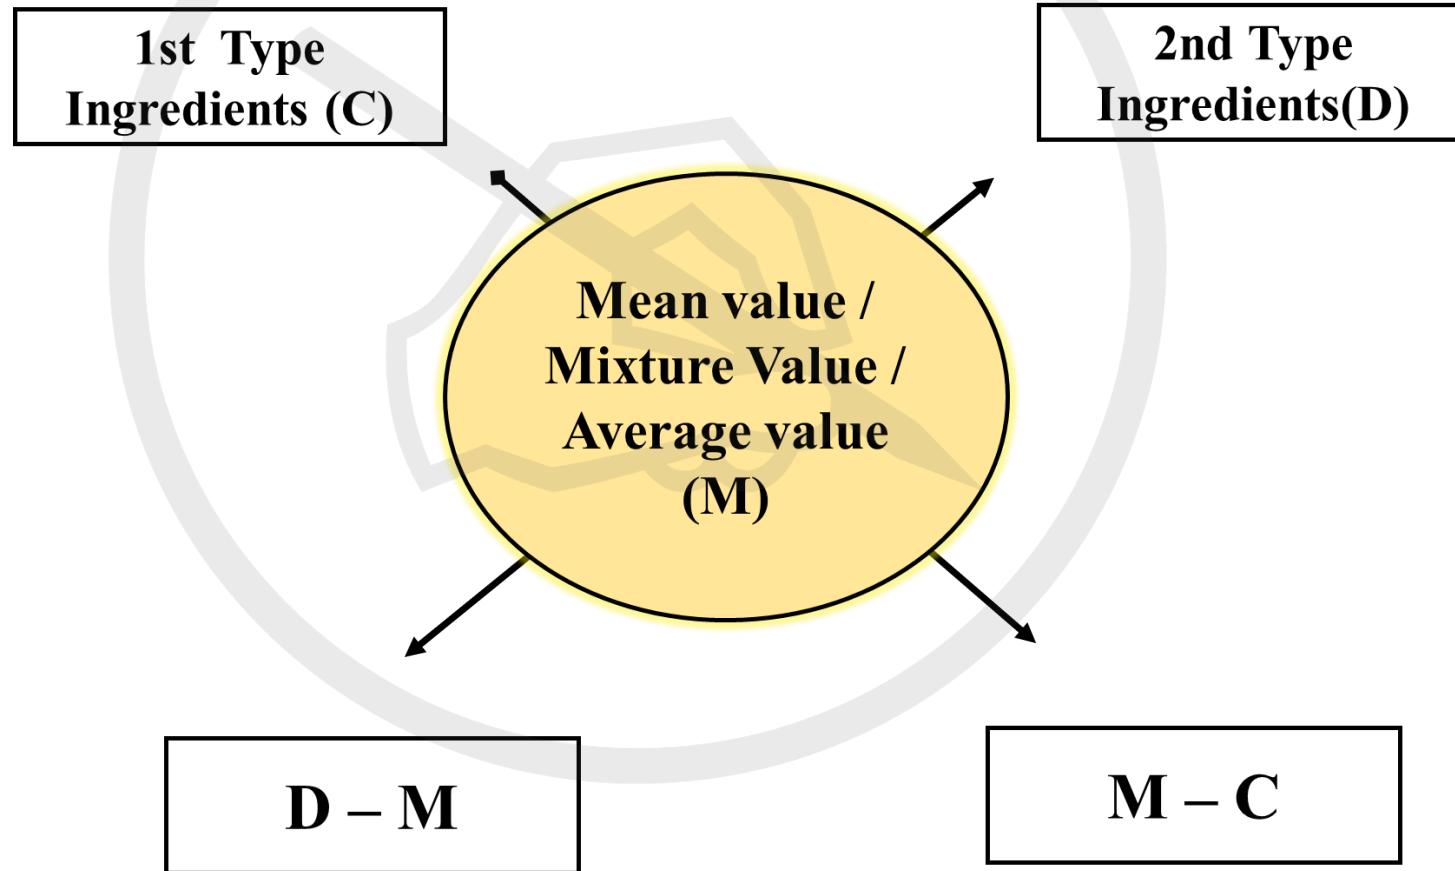 1st Type
Ingredients (C)
2nd Type
Ingredients(D)
Mean value /
Mixture Value /
Average value
(M)
D – M
M – C